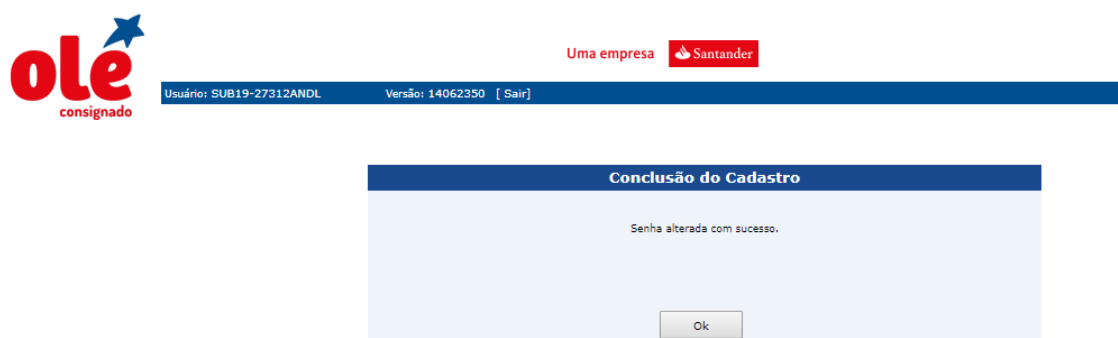 olé
consignado
Uma empresa Santander
Usuário: SUB19-27312ANDL Versão: 14062350 [ Sair]
Conclusão do Cadastro
Senha alterada com sucesso.
Ok